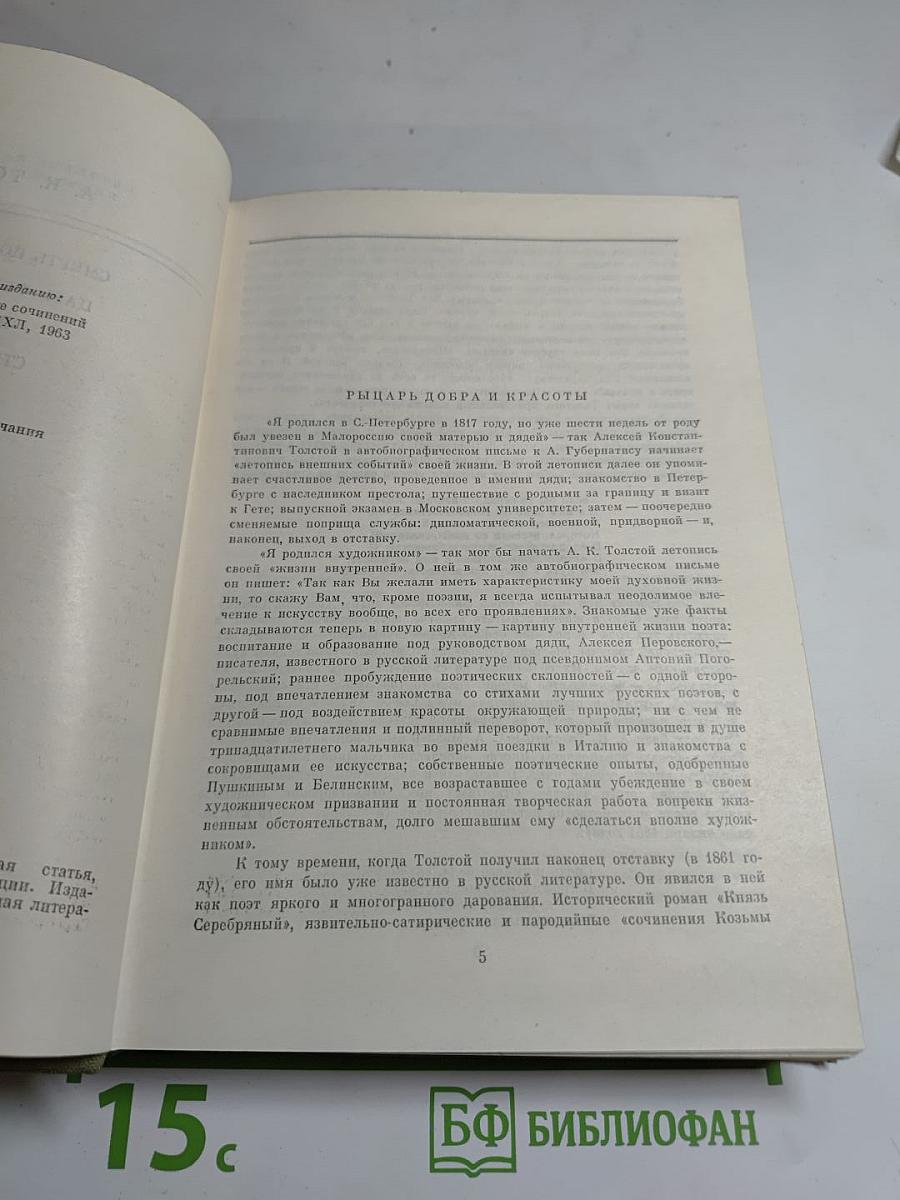 А. К. ТО
изданию:
е сочинений
ИХЛ, 1963
чания
ая статья,
ции. Изда-
ная литера-
РЫЦАРЬ ДОБРА И КРАСОТЫ
«Я родился в С.-Петербурге в 1817 году, но уже шести недель от роду
был увезен в Малороссию своей матерью и дядей» — так Алексей Констан-
тинович Толстой в автобиографическом письме к А. Губернатису начинает
«летопись внешних событий» своей жизни. В этой летописи далее он упоми-
нает счастливое детство, проведенное в имении дяди; знакомство в Петер-
бурге с наследником престола; путешествие с родными за границу и визит
к Гете; выпускной экзамен в Московском университете; затем — поочередно
сменяемые поприща службы: дипломатической, военной, придворной — и,
наконец, выход в отставку.
«Я родился художником» — так мог бы начать А. К. Толстой летопись
своей «жизни внутренней». О ней в том же автобиографическом письме
он пишет: «Так как Вы желали иметь характеристику моей духовной жиз-
ни, то скажу Вам, что, кроме поэзии, я всегда испытывал неодолимое вле-
чение к искусству вообще, во всех его проявлениях». Знакомые уже факты
складываются теперь в новую картину — картину внутренней жизни поэта:
воспитание и образование под руководством дяди, Алексея Перовского,—
писателя, известного в русской литературе под псевдонимом Антоний Пого-
рельский; раннее пробуждение поэтических склонностей — с одной сторо-
ны, под впечатлением знакомства со стихами лучших русских поэтов, с
другой — под воздействием красоты окружающей природы; ни с чем не
сравнимые впечатления и подлинный переворот, который произошел в душе
тринадцатилетнего мальчика во время поездки в Италию и знакомства с
сокровищами ее искусства; собственные поэтические опыты, одобренные
Пушкиным и Белинским, все возраставшее с годами убеждение в своем
художническом призвании и постоянная творческая работа вопреки жиз-
ненным обстоятельствам, долго мешавшим ему «сделаться вполне худож-
ником».
К тому времени, когда Толстой получил наконец отставку (в 1861 го-
ду), его имя было уже известно в русской литературе. Он явился в ней
как поэт яркого и многогранного дарования. Исторический роман «Князь
Серебряный», язвительно-сатирические и пародийные «сочинения Козьмы
5
15 с
БФ БИБЛИОФАН